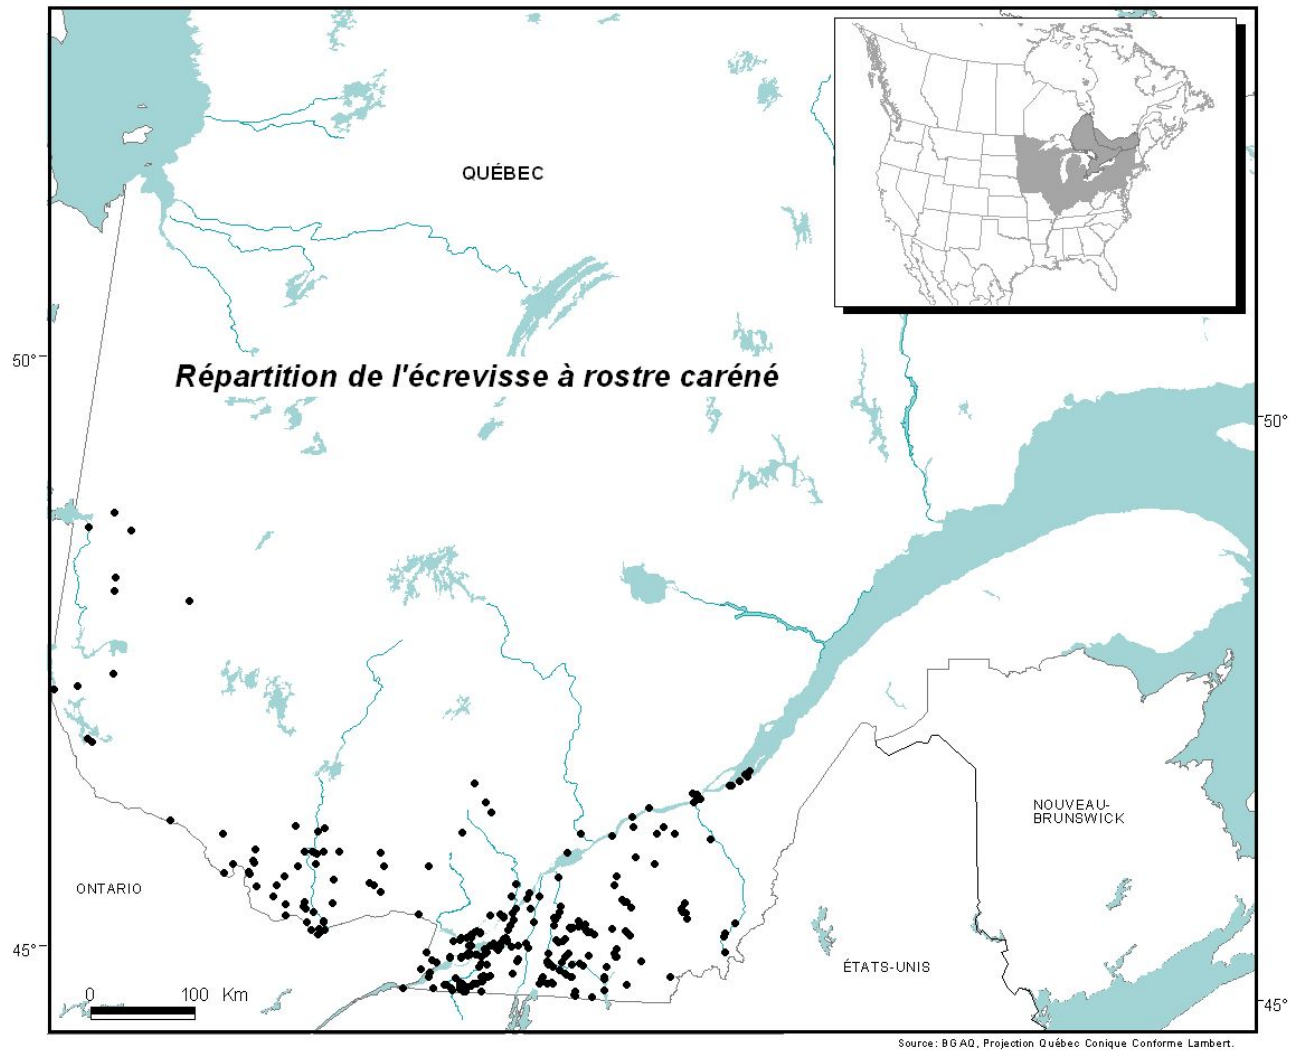 QUÉBEC
50°
Répartition de l'écrevisse à rostre caréné
50°
NOUVEAU-
BRUNSWICK
ONTARIO
45°
ÉTATS-UNIS
0 100 Km
45°
Source: BGAQ, Projection Québec Conique Conforme Lambert.